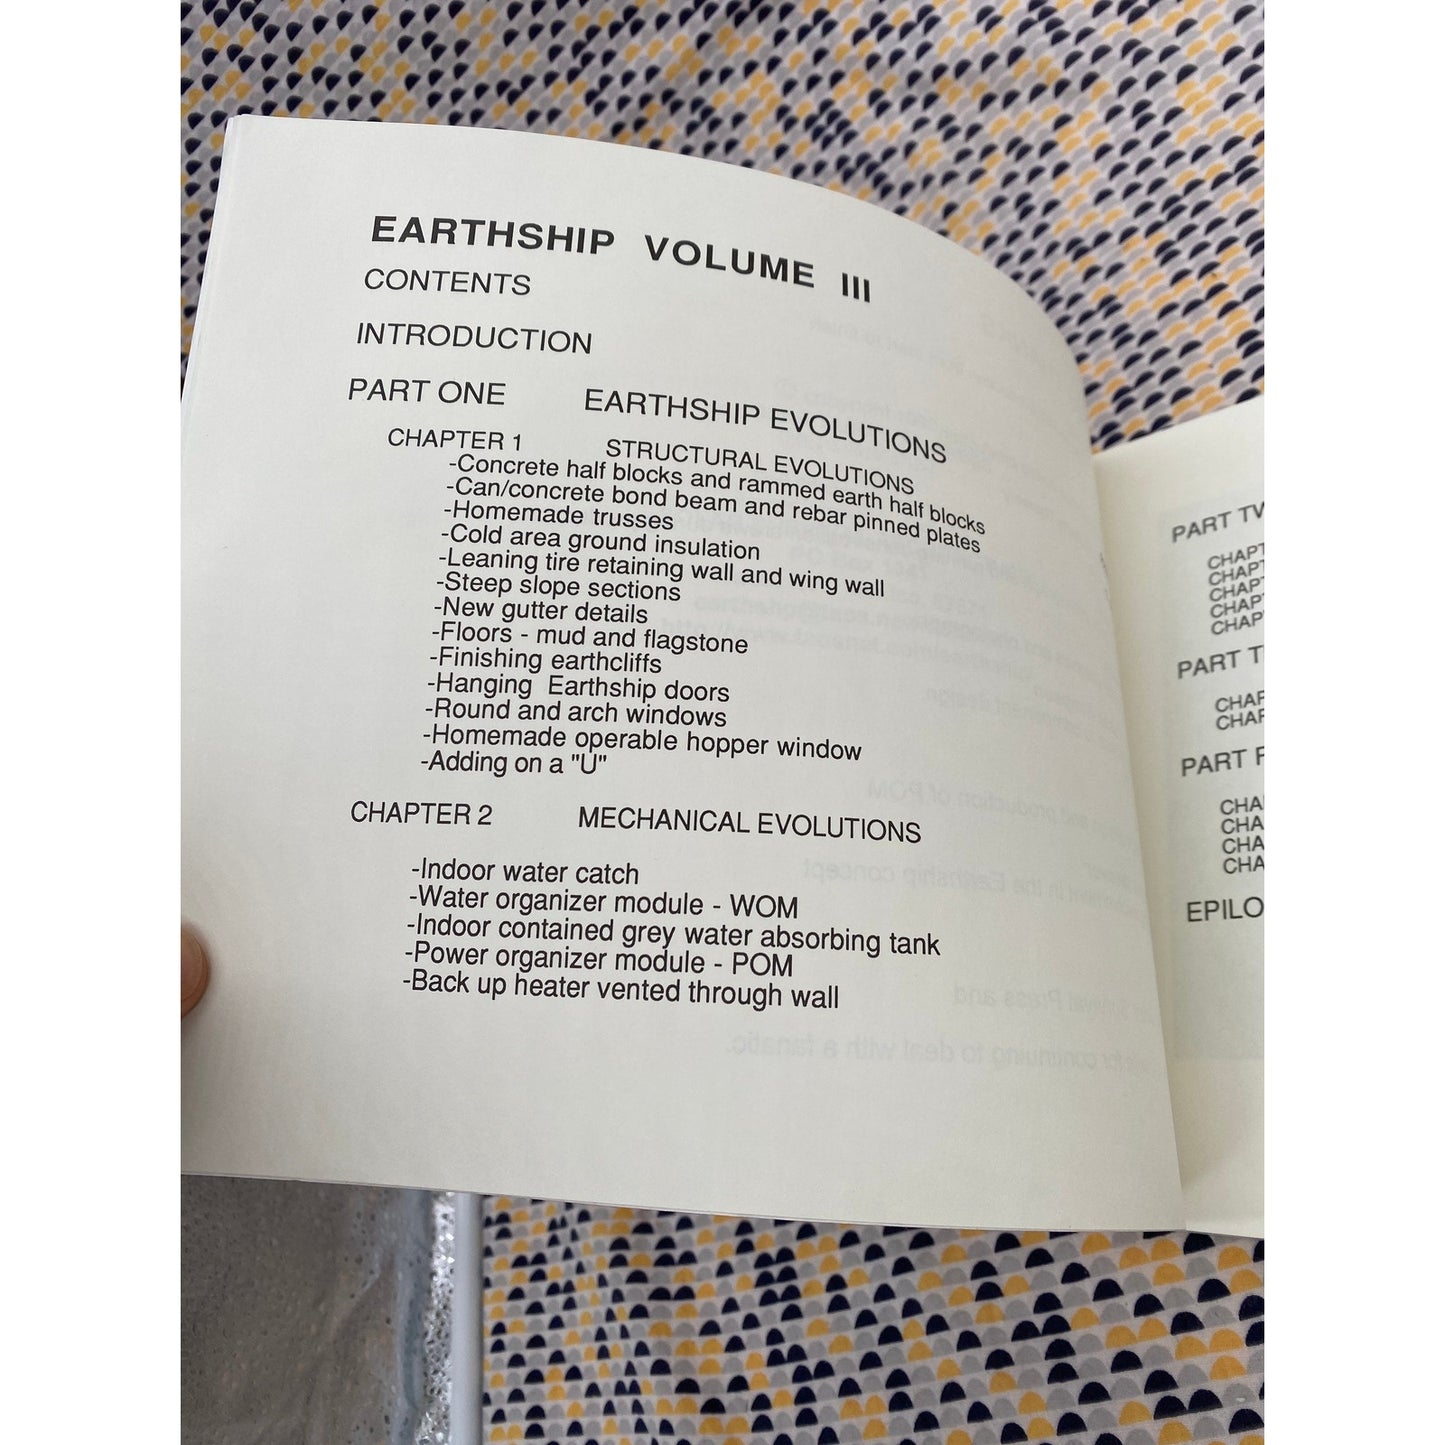 EARTHSHIP VOLUME III
CONTENTS
INTRODUCTION
PART ONE EARTHSHIP EVOLUTIONS
CHAPTER 1 STRUCTURAL EVOLUTIONS
-Concrete half blocks and rammed earth half blocks
-Can/concrete bond beam and rebar pinned plates
-Homemade trusses
-Cold area ground insulation
-Leaning tire retaining wall and wing wall
-Steep slope sections
-New gutter details
-Floors - mud and flagstone
-Finishing earthcliffs
-Hanging Earthship doors
-Round and arch windows
-Homemade operable hopper window
-Adding on a "U"
CHAPTER 2 MECHANICAL EVOLUTIONS
-Indoor water catch
-Water organizer module - WOM
-Indoor contained grey water absorbing tank
-Power organizer module - POM
-Back up heater vented through wall
PART
PART
PART